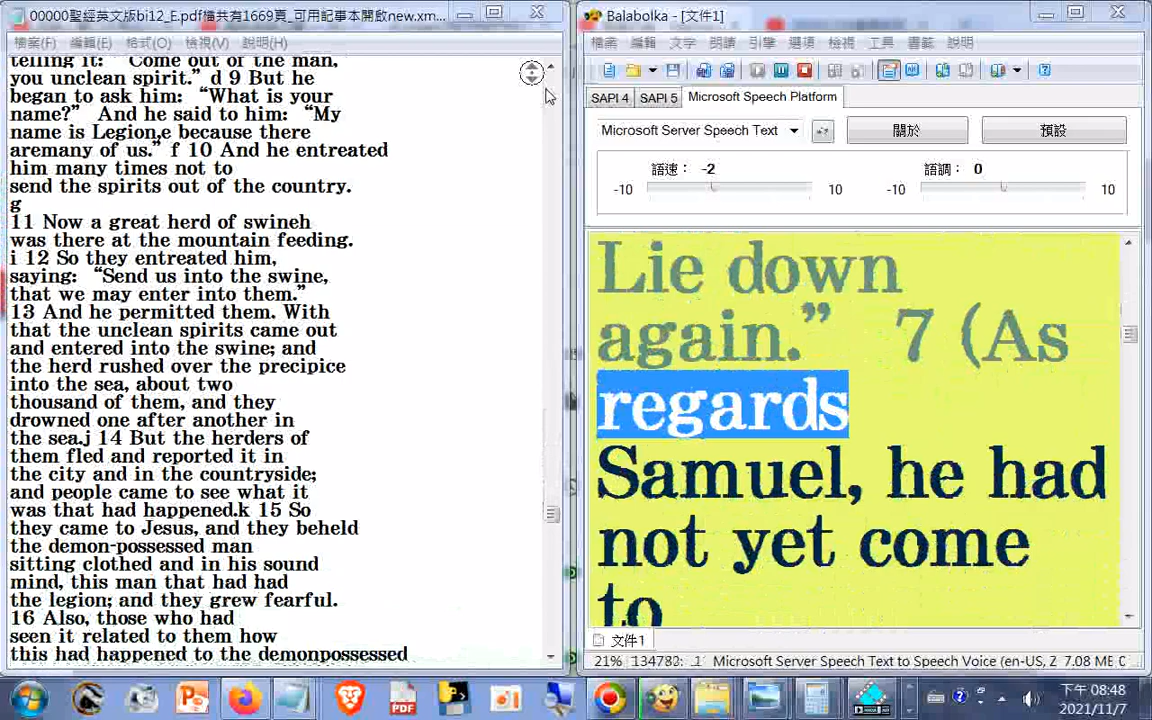 00000聖經英文版bi12_E.pdf檔共有1669頁_可用記事本開啟new.xm...
檔案(F) 編輯(E) 格式(O) 檢視(V) 說明(H)
telling it: “Come out of the man,
you unclean spirit.” d 9 But he
began to ask him: “What is your
name?” And he said to him: “My
name is Legion,e because there
aremany of us.” f 10 And he entreated
him many times not to
send the spirits out of the country.
g
11 Now a great herd of swineh
was there at the mountain feeding.
i 12 So they entreated him,
saying: “Send us into the swine,
that we may enter into them.”
13 And he permitted them. With
that the unclean spirits came out
and entered into the swine; and
the herd rushed over the precipice
into the sea, about two
thousand of them, and they
drowned one after another in
the sea.j 14 But the herders of
them fled and reported it in
the city and in the countryside;
and people came to see what it
was that had happened.k 15 So
they came to Jesus, and they beheld
the demon-possessed man
sitting clothed and in his sound
mind, this man that had had
the legion; and they grew fearful.
16 Also, those who had
seen it related to them how
this had happened to the demonpossessed
Balabolka - [文件1]
檔案 編輯 文字 朗讀 引擎 選項 檢視 工具 書籤 說明
SAPI 4 SAPI 5 Microsoft Speech Platform
Microsoft Server Speech Text 關於 預設
語速： -2 語調： 0
-10 10 -10 10
Lie down
again.” 7 (As
regards
Samuel, he had
not yet come
to
文件1
21% 134782: Microsoft Server Speech Text to Speech Voice (en-US, Z 7.08 MB
下午 08:48
2021/11/7